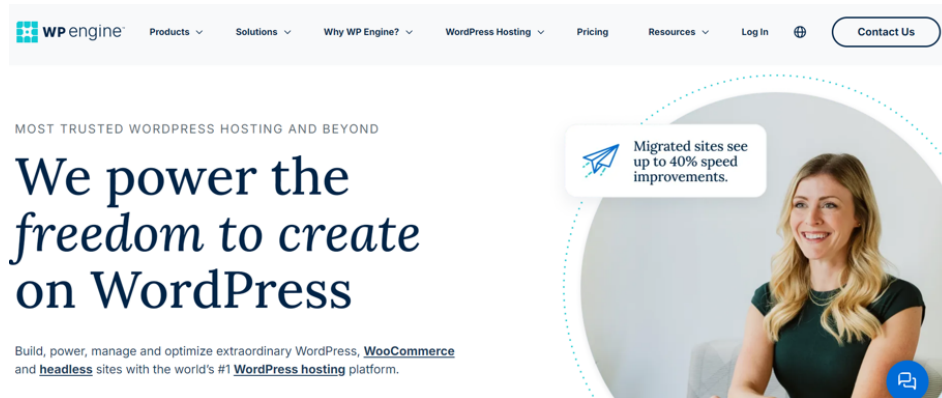 WP engine
Products
Solutions
Why WP Engine?
WordPress Hosting
Pricing
Resources
Log In
Contact Us
MOST TRUSTED WORDPRESS HOSTING AND BEYOND
We power the
freedom to create
on WordPress
Build, power, manage and optimize extraordinary WordPress, WooCommerce
and headless sites with the world's #1 WordPress hosting platform.
Migrated sites see
up to 40% speed
improvements.